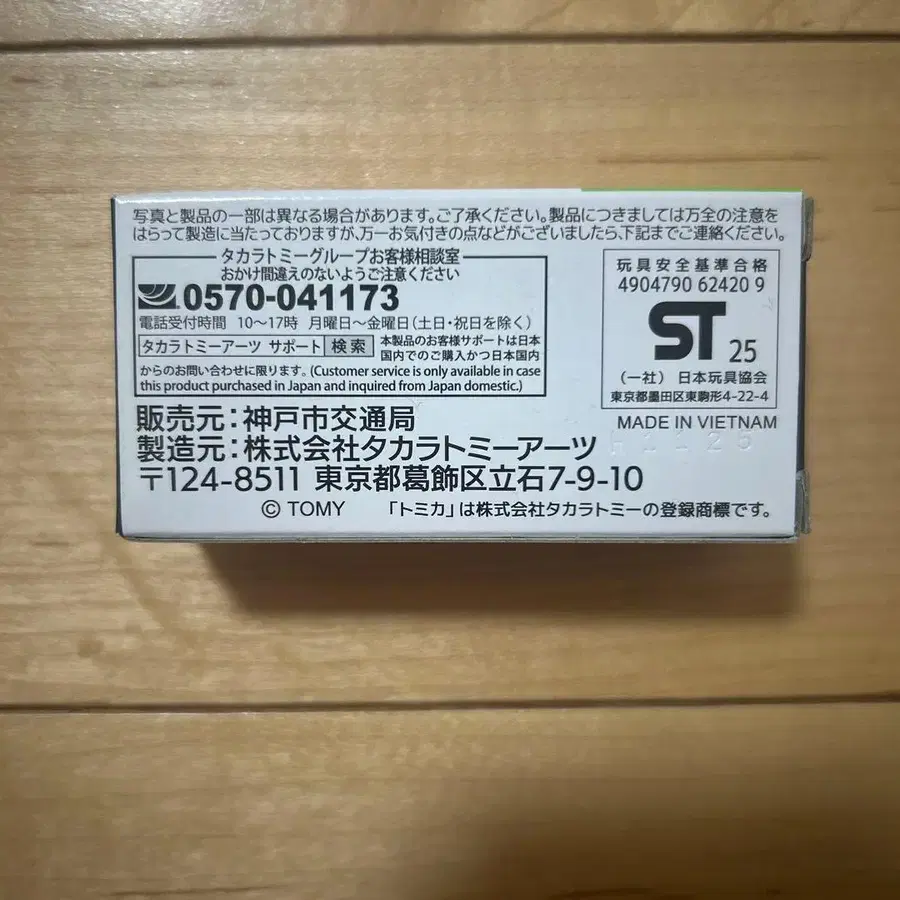 写真と製品の一部は異なる場合があります。ご了承ください。製品につきましては万全の注意を
はらって製造に当たっておりますが、万一お気付きの点などがございましたら、下記までご連絡ください。
タカラトミーグループお客様相談室
おかけ間違えのないようご注意ください
0570-041173
電話受付時間 10～17時 月曜日～金曜日(土日・祝日を除く)
タカラトミーアーツ サポート 検索
本製品のお客様サポートは日本
国内でのご購入かつ日本国内
からのお問い合わせに限ります。(Customer service is only available in case
this product purchased in Japan and inquired from Japan domestic.)
玩具安全基準合格
4904790 62420 9
ST 25
(一社) 日本玩具協会
東京都墨田区東駒形4-22-4
MADE IN VIETNAM
販売元:神戸市交通局
製造元:株式会社タカラトミーアーツ
〒124-8511 東京都葛飾区立石7-9-10
© TOMY 「トミカ」は株式会社タカラトミーの登録商標です。